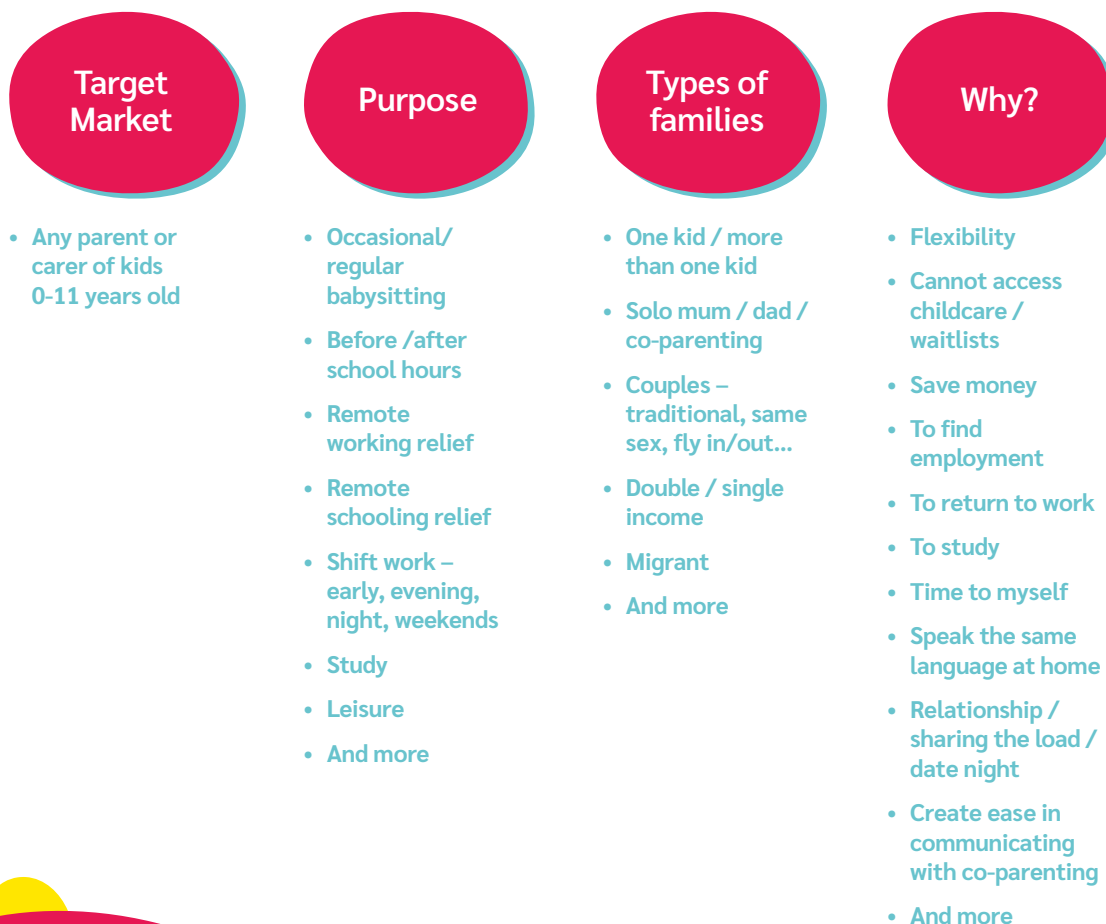 Target
Market
• Any parent or
carer of kids
0-11 years old
Purpose
• Occasional/
regular
babysitting
• Before /after
school hours
• Remote
working relief
• Remote
schooling relief
• Shift work –
early, evening,
night, weekends
• Study
• Leisure
• And more
Types of
families
• One kid / more
than one kid
• Solo mum / dad /
co-parenting
• Couples –
traditional, same
sex, fly in/out...
• Double / single
income
• Migrant
• And more
Why?
• Flexibility
• Cannot access
childcare /
waitlists
• Save money
• To find
employment
• To return to work
• To study
• Time to myself
• Speak the same
language at home
• Relationship /
sharing the load /
date night
• Create ease in
communicating
with co-parenting
• And more